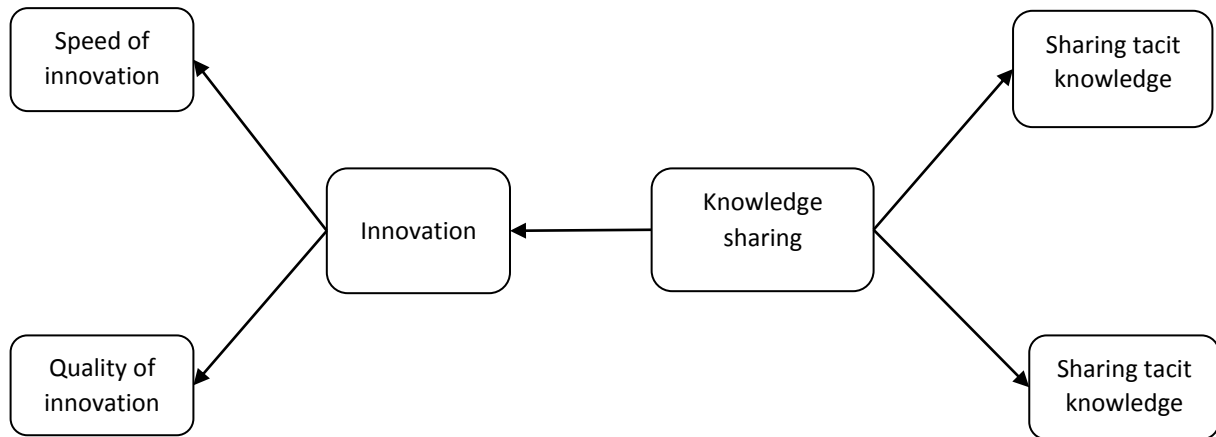 Speed of
innovation
Sharing tacit
knowledge
Innovation
Knowledge
sharing
Quality of
innovation
Sharing tacit
knowledge